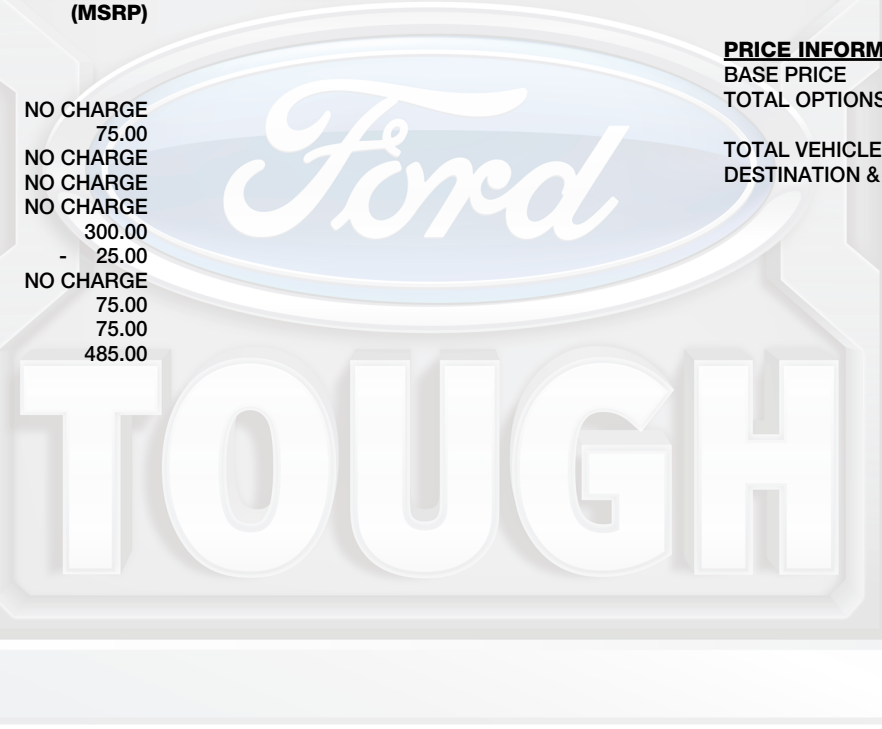 (MSRP)
NO CHARGE
75.00
NO CHARGE
NO CHARGE
NO CHARGE
300.00
- 25.00
NO CHARGE
75.00
75.00
485.00
PRICE INFORM
BASE PRICE
TOTAL OPTIONS
TOTAL VEHICLE
DESTINATION &
Ford
TOUGH